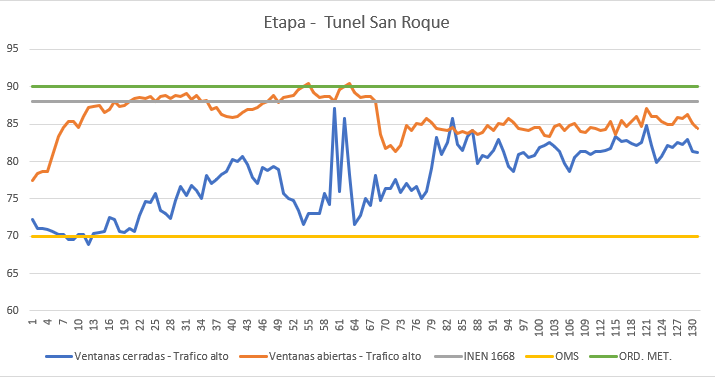 Etapa - Tunel San Roque
95
90
85
80
75
70
65
60
1 4 7 10 13 16 19 22 25 28 31 34 37 40 43 46 49 52 55 58 61 64 67 70 73 76 79 82 85 88 91 94 97 100 103 106 109 112 115 118 121 124 127 130
Ventanas cerradas - Trafico alto Ventanas abiertas - Trafico alto INEN 1668 OMS ORD. MET.